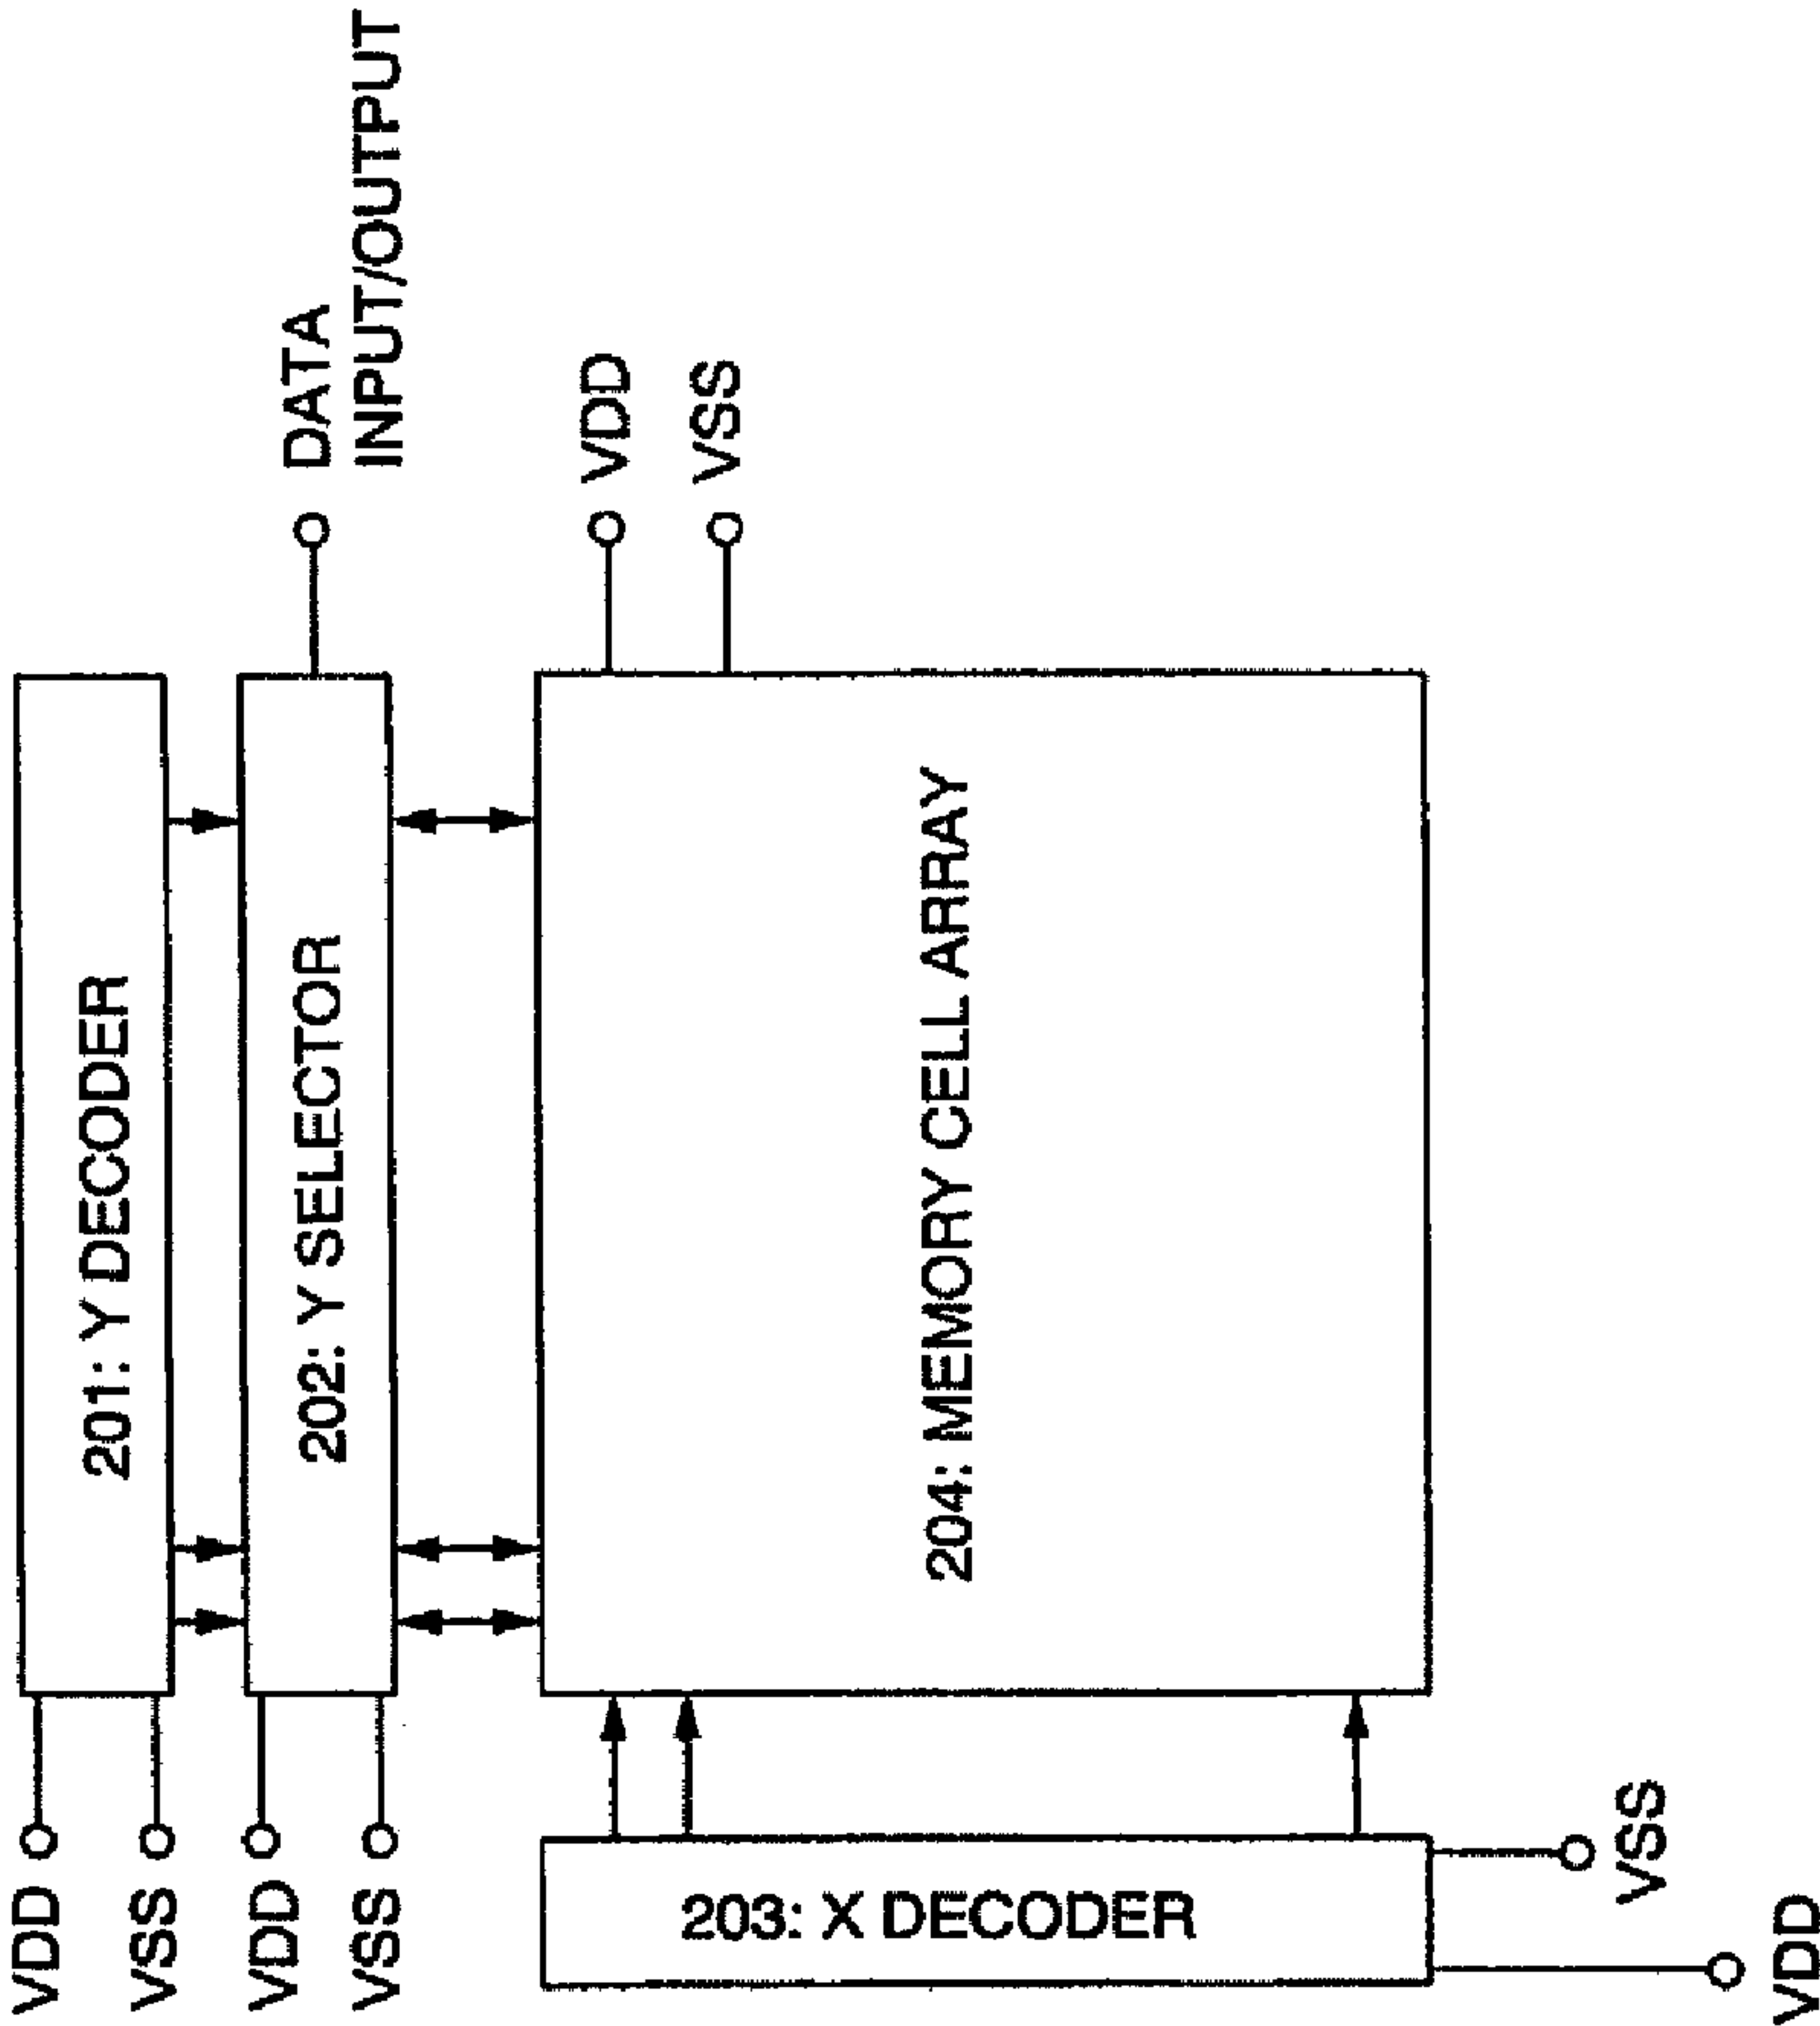 VDD
VSS
VDD
VSS
201: Y DECODER
202: Y SELECTOR
DATA
INPUT/OUTPUT
VDD
VSS
204: MEMORY CELL ARRAY
203: X DECODER
VSS
VDD